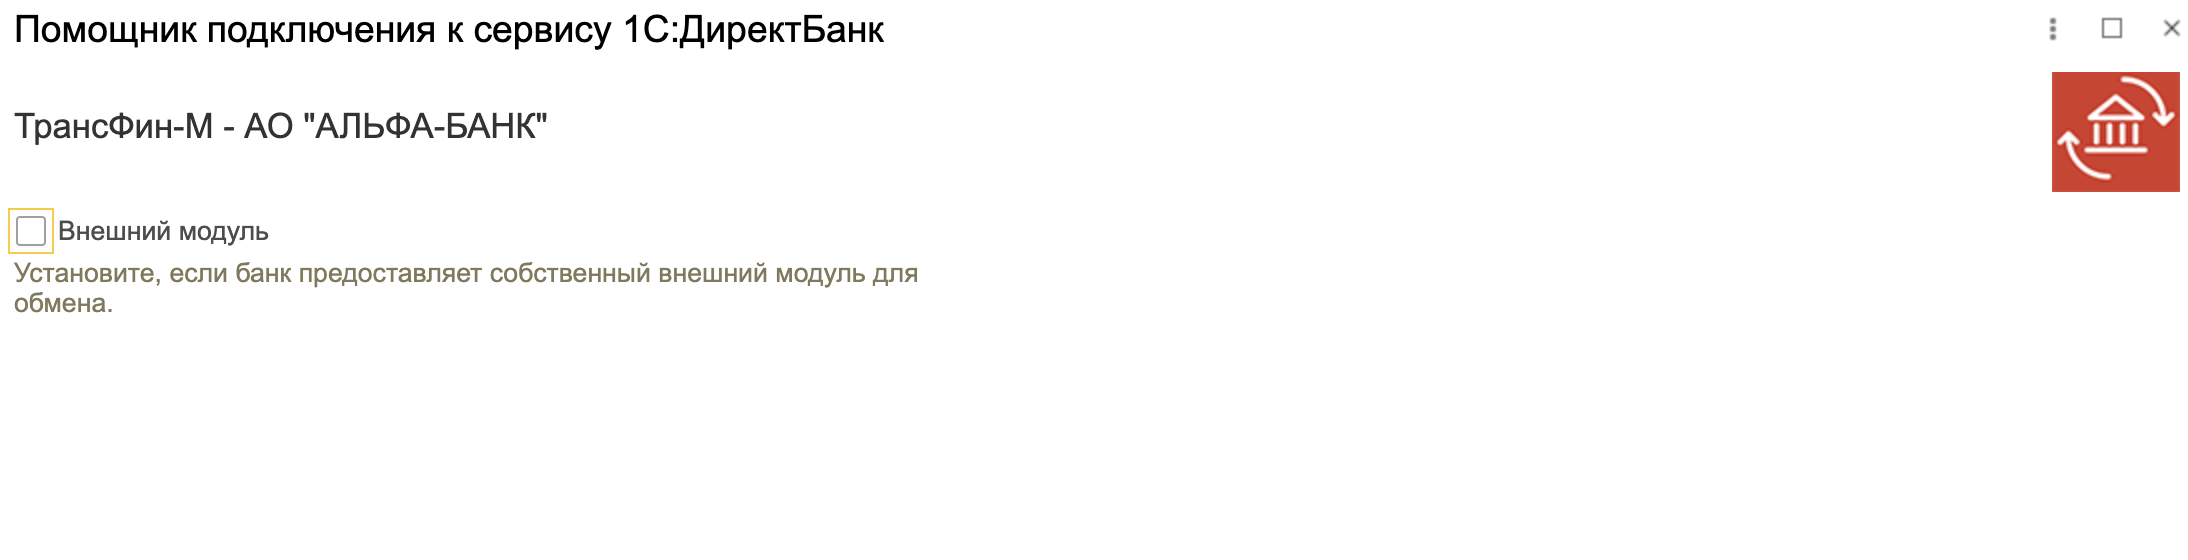 Помощник подключения к сервису 1С:ДиректБанк
ТрансФин-М - АО "АЛЬФА-БАНК"
Внешний модуль
Установите, если банк предоставляет собственный внешний модуль для
обмена.